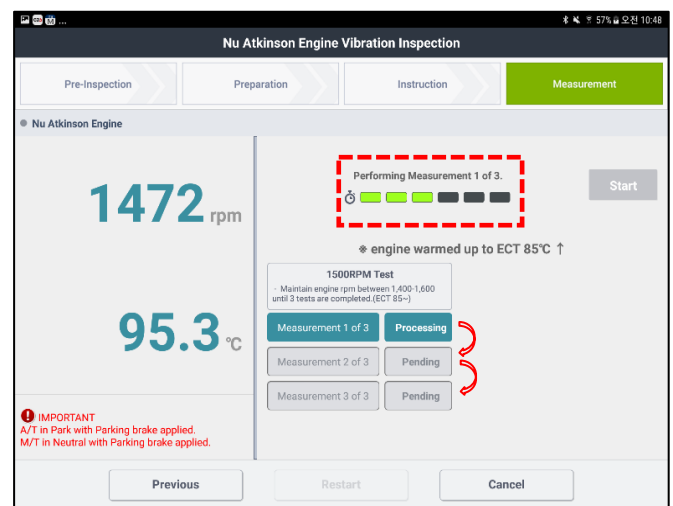 57% 오전 10:48
Nu Atkinson Engine Vibration Inspection
Pre-Inspection
Preparation
Instruction
Measurement
Nu Atkinson Engine
1472 rpm
95.3 ℃
IMPORTANT
A/T in Park with Parking brake applied.
M/T in Neutral with Parking brake applied.
Performing Measurement 1 of 3.
Start
※ engine warmed up to ECT 85℃ ↑
1500RPM Test
- Maintain engine rpm between 1,400-1,600
until 3 tests are completed.(ECT 85~)
Measurement 1 of 3 Processing
Measurement 2 of 3 Pending
Measurement 3 of 3 Pending
Previous
Restart
Cancel